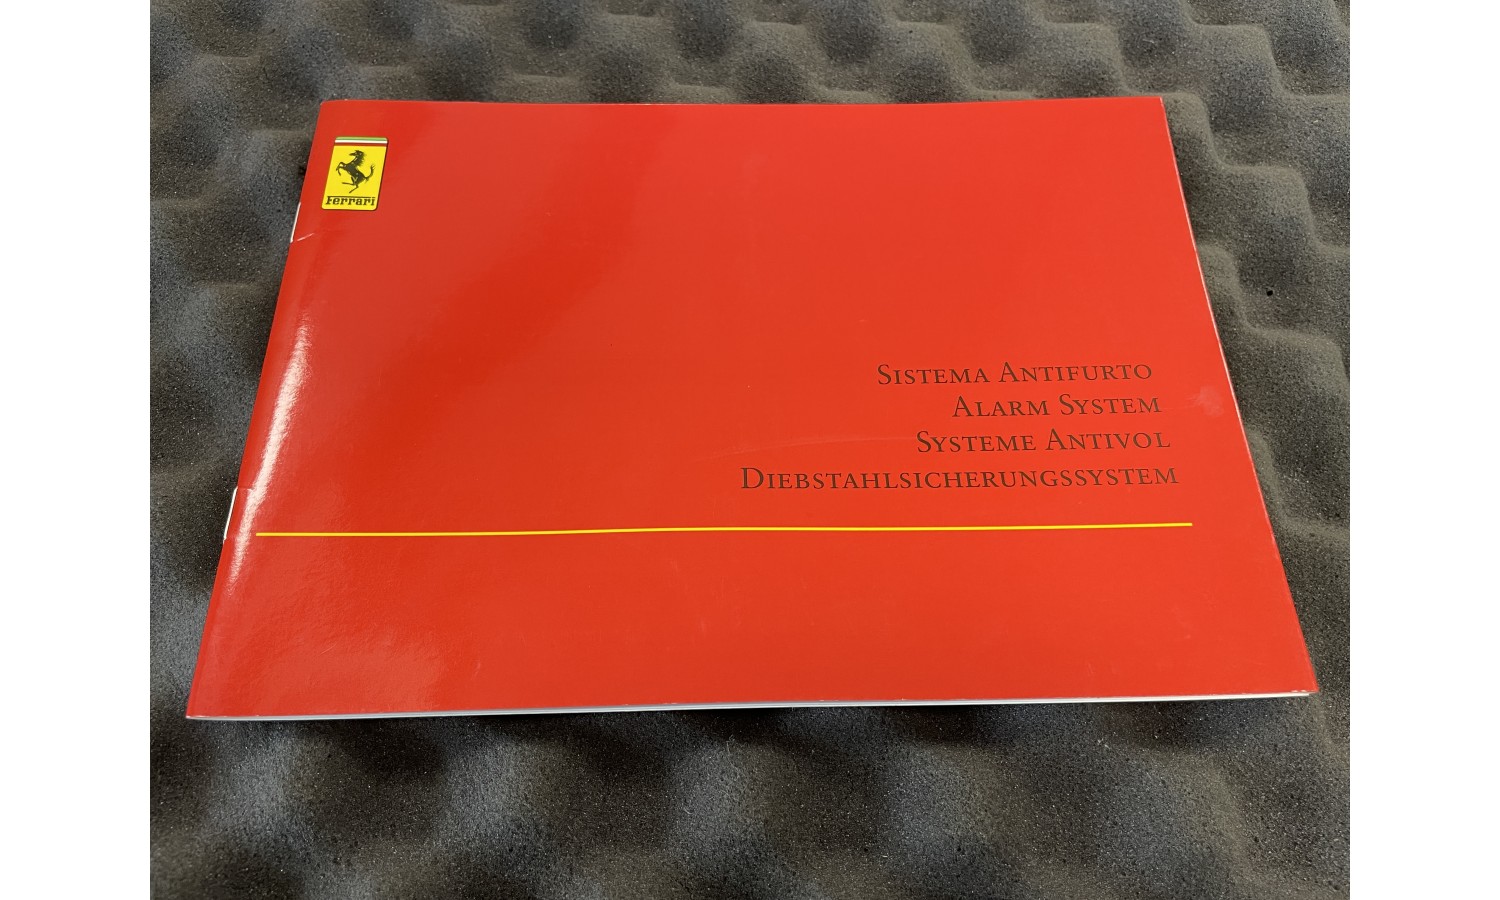 Ferrari
SISTEMA ANTIFURTO
ALARM SYSTEM
SYSTEME ANTIVOL
DIEBSTAHLSICHERUNGSSYSTEM